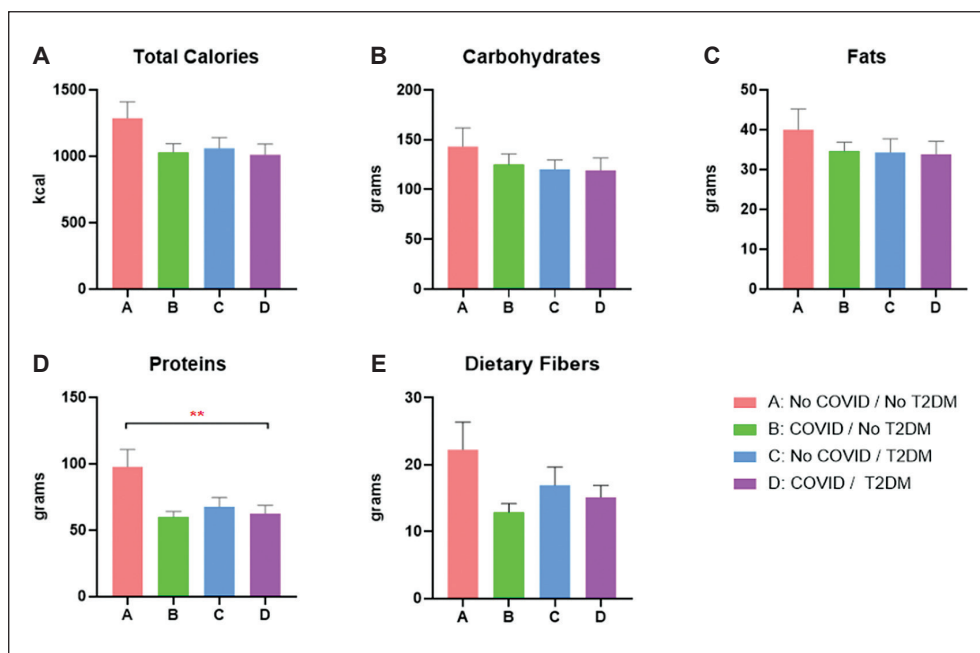 A Total Calories
1500
1000
500
0
kcal
A B C D
B Carbohydrates
200
150
100
50
0
grams
A B C D
C Fats
50
40
30
20
10
0
grams
A B C D
D Proteins
150
100
50
0
grams
**
A B C D
E Dietary Fibers
30
20
10
0
grams
A B C D
A: No COVID / No T2DM
B: COVID / No T2DM
C: No COVID / T2DM
D: COVID / T2DM